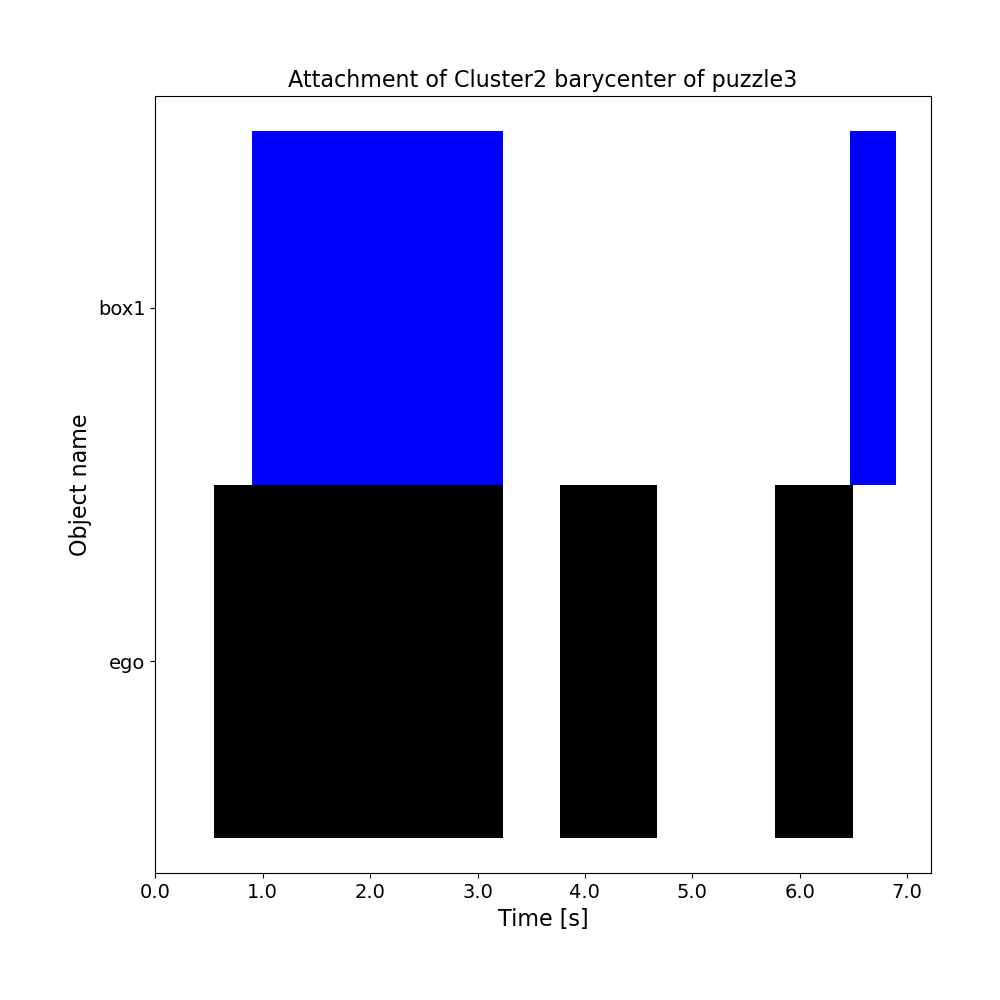 Attachment of Cluster2 barycenter of puzzle3
box1
Object name
ego
0.0 1.0 2.0 3.0 4.0 5.0 6.0 7.0
Time [s]